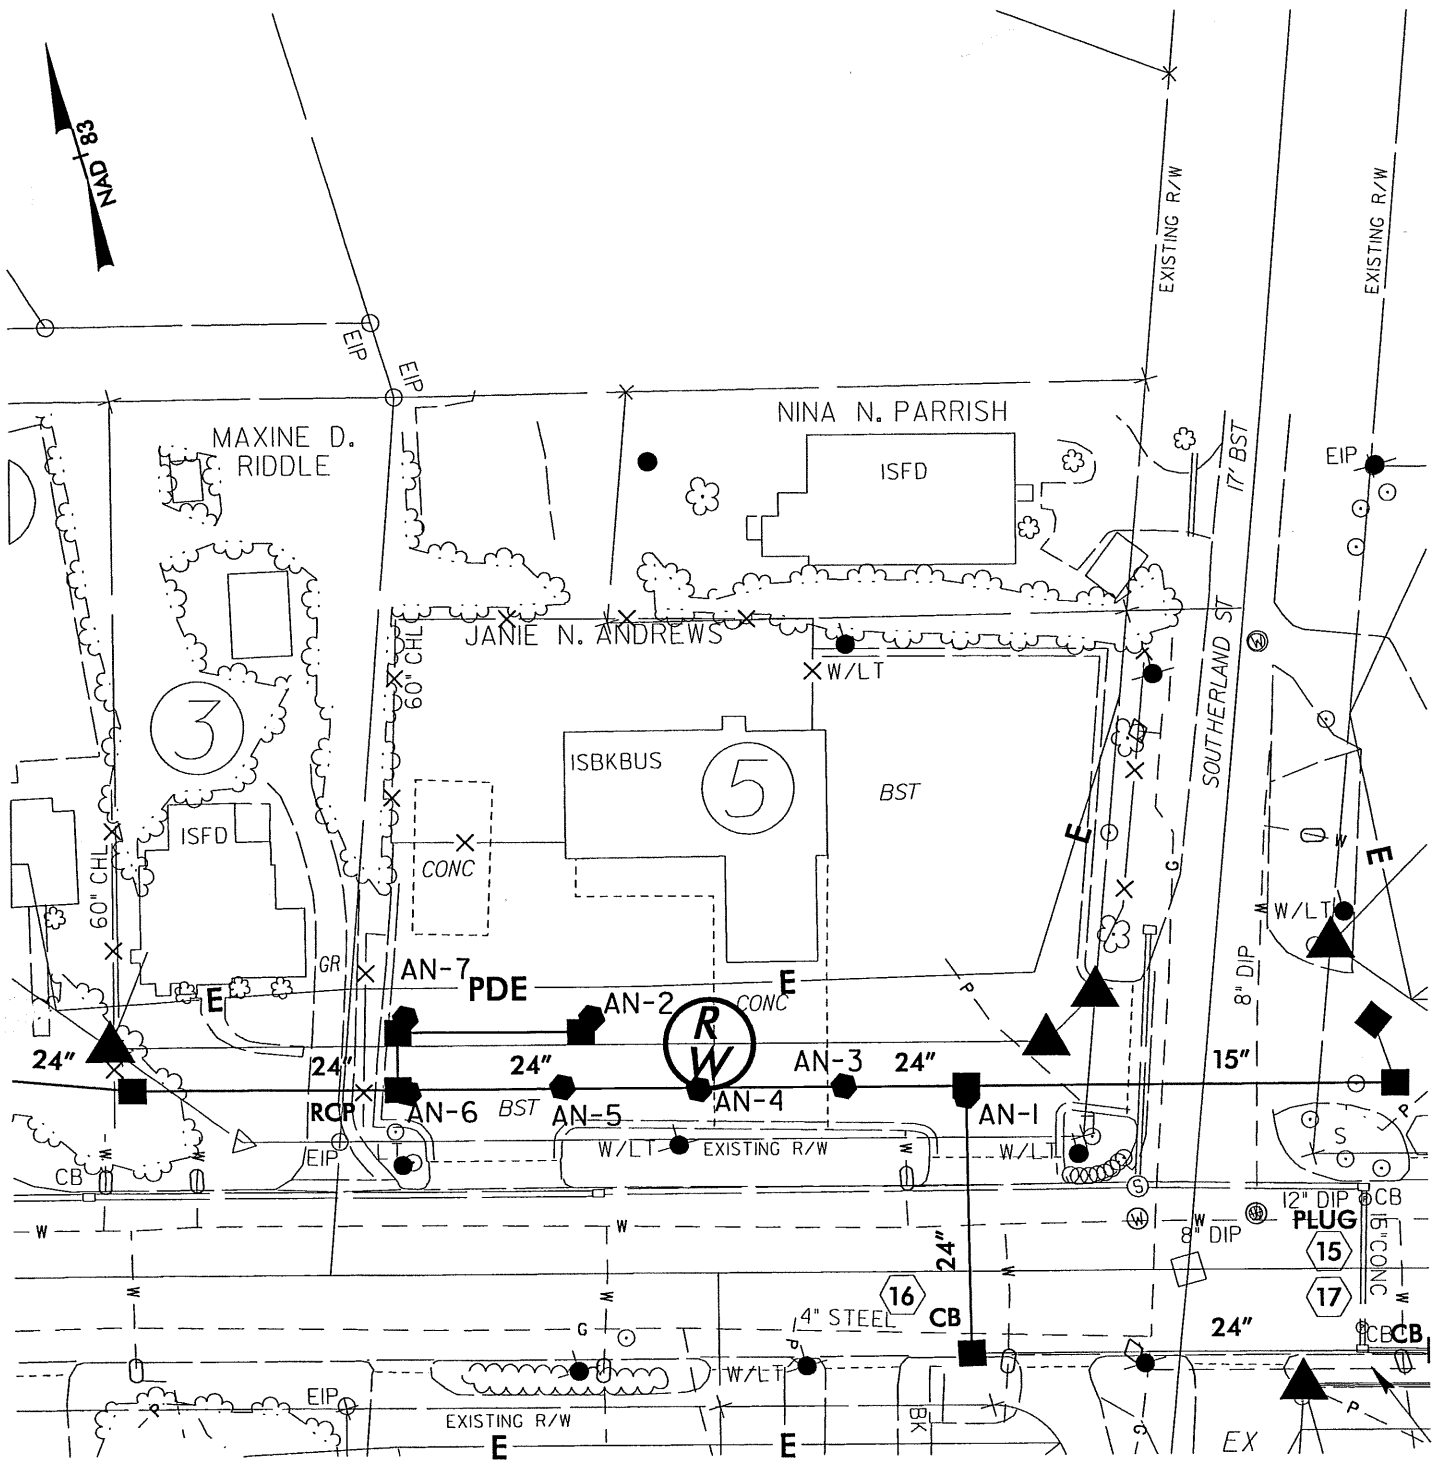 NAD 83
EXISTING R/W
EXISTING R/W
EIP
EIP
MAXINE D.
RIDDLE
NINA N. PARRISH
ISFD
17' BST
EIP
JANIE N. ANDREWS
60" CHL
W/LT
SOUTHERLAND ST
3
ISBKBUS
5
BST
ISFD
CONC
E
W
E
60" CHL
G
W/LT
W
GR
AN-7
PDE
E
E
CONC
8" DIP
P
AN-2
R
W
24"
24"
24"
AN-3
24"
15"
RCP
AN-6
BST
AN-5
AN-4
AN-1
P
W
W
EIP
LT
W/LT
EXISTING R/W
W
W/LT
S
CB
S
12" DIP
CB
W
W
W
W
W
8" DIP
PLUG
15
15" CONC
24"
W
W
W
16
17
W
4" STEEL
CB
G
24"
CB
CB
P
W/LT
EIP
P
EXISTING R/W
BK
G
P
E
E
EX